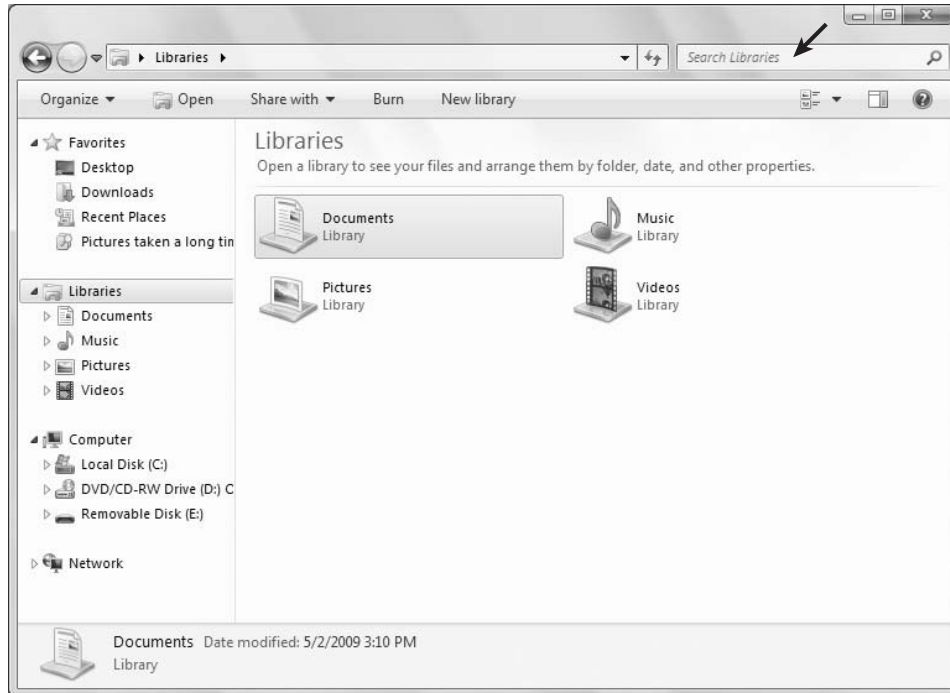 Libraries
Search Libraries
Organize Open Share with Burn New library
Favorites
Desktop
Downloads
Recent Places
Pictures taken a long tin
Libraries
Documents
Music
Pictures
Videos
Computer
Local Disk (C:)
DVD/CD-RW Drive (D:) C
Removable Disk (E:)
Network
Libraries
Open a library to see your files and arrange them by folder, date, and other properties.
Documents
Library
Music
Library
Pictures
Library
Videos
Library
Documents Date modified: 5/2/2009 3:10 PM
Library